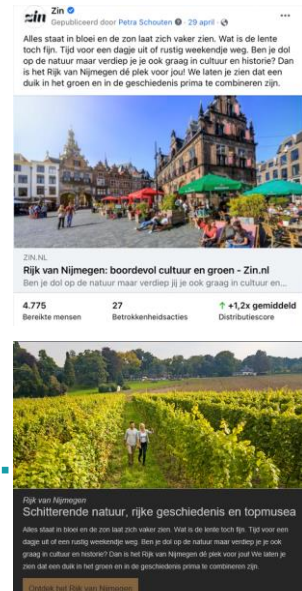 zin Zin
Gepubliceerd door Petra Schouten · 29 april ·
Alles staat in bloei en de zon laat zich vaker zien. Wat is de lente
toch fijn. Tijd voor een dagje uit of rustig weekendje weg. Ben je dol
op de natuur maar verdiep je je ook graag in cultuur en historie? Dan
is het Rijk van Nijmegen dé plek voor jou! We laten je zien dat een
duik in het groen en in de geschiedenis prima te combineren zijn.
ZIN.NL
Rijk van Nijmegen: boordevol cultuur en groen - Zin.nl
Ben je dol op de natuur maar verdiep jij je ook graag in cultuur en...
4.775 27 +1,2x gemiddeld
Bereikte mensen Betrokkenheidsacties Distributiescore
Rijk van Nijmegen
Schitterende natuur, rijke geschiedenis en topmusea
Alles staat in bloei en de zon laat zich vaker zien. Wat is de lente toch fijn. Tijd voor een
dagje uit of een rustig weekendje weg. Ben je dol op de natuur maar verdiep je je ook
graag in cultuur en historie? Dan is het Rijk van Nijmegen dé plek voor jou! We laten je
zien dat een duik in het groen en in de geschiedenis prima te combineren zijn.
Ontdek het Rijk van Nijmegen